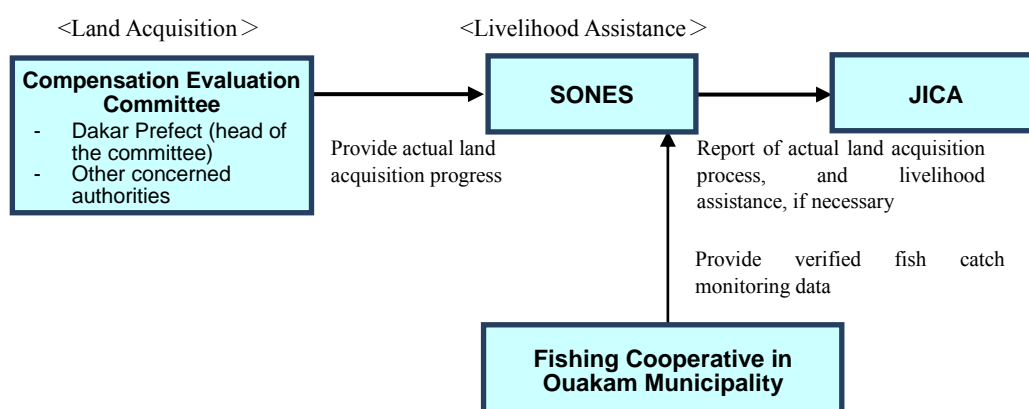 <Land Acquisition＞
<Livelihood Assistance＞
Compensation Evaluation
Committee
- Dakar Prefect (head of
the committee)
- Other concerned
authorities
Provide actual land
acquisition progress
SONES
JICA
Report of actual land acquisition
process, and livelihood
assistance, if necessary
Provide verified fish catch
monitoring data
Fishing Cooperative in
Ouakam Municipality